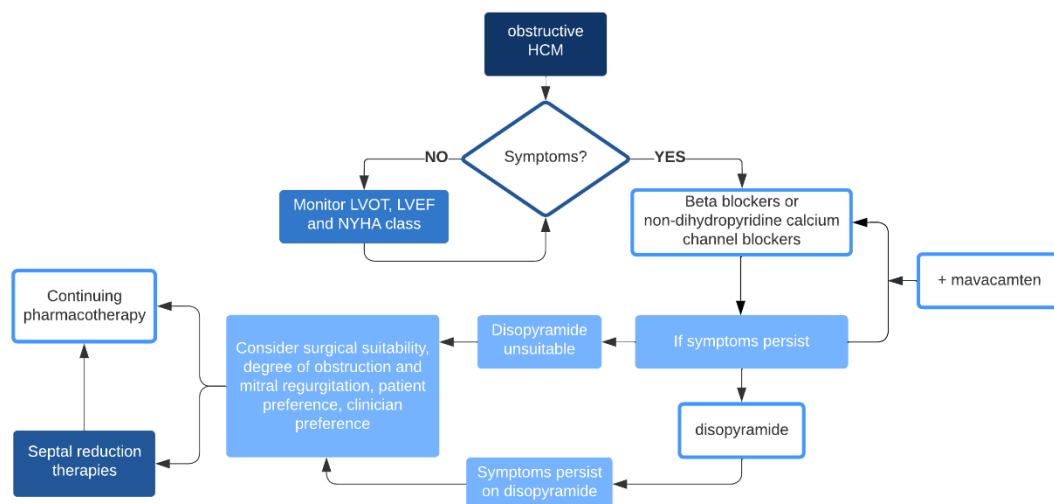 obstructive
HCM
Symptoms?
NO
YES
Monitor LVOT, LVEF
and NYHA class
Beta blockers or
non-dihydropyridine calcium
channel blockers
+ mavacamten
Continuing
pharmacotherapy
Consider surgical suitability,
degree of obstruction and
mitral regurgitation, patient
preference, clinician
preference
Disopyramide
unsuitable
If symptoms persist
disopyramide
Septal reduction
therapies
Symptoms persist
on disopyramide